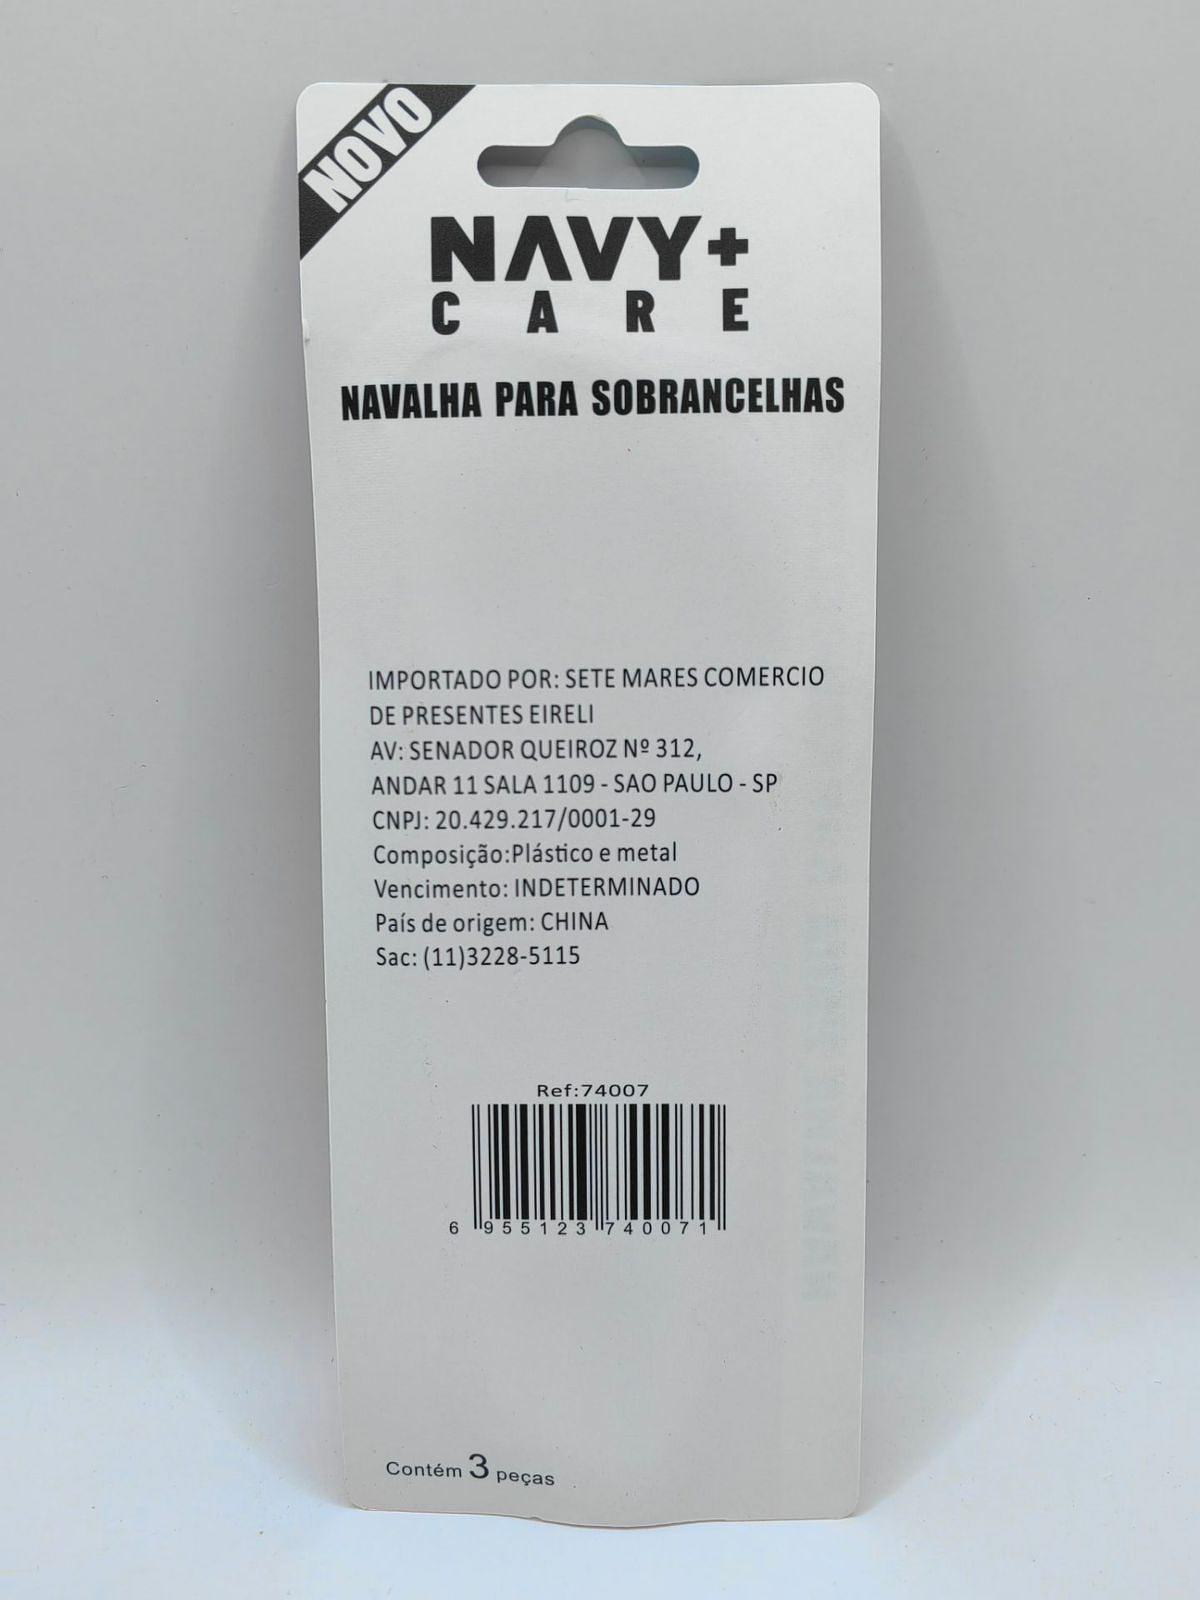 NOVO
NAVY+
CARE
NAVALHA PARA SOBRANCELHAS
IMPORTADO POR: SETE MARES COMERCIO
DE PRESENTES EIRELI
AV: SENADOR QUEIROZ Nº 312,
ANDAR 11 SALA 1109 - SAO PAULO - SP
CNPJ: 20.429.217/0001-29
Composição:Plástico e metal
Vencimento: INDETERMINADO
País de origem: CHINA
Sac: (11)3228-5115
Ref:74007
6 955123 740071
Contém 3 peças